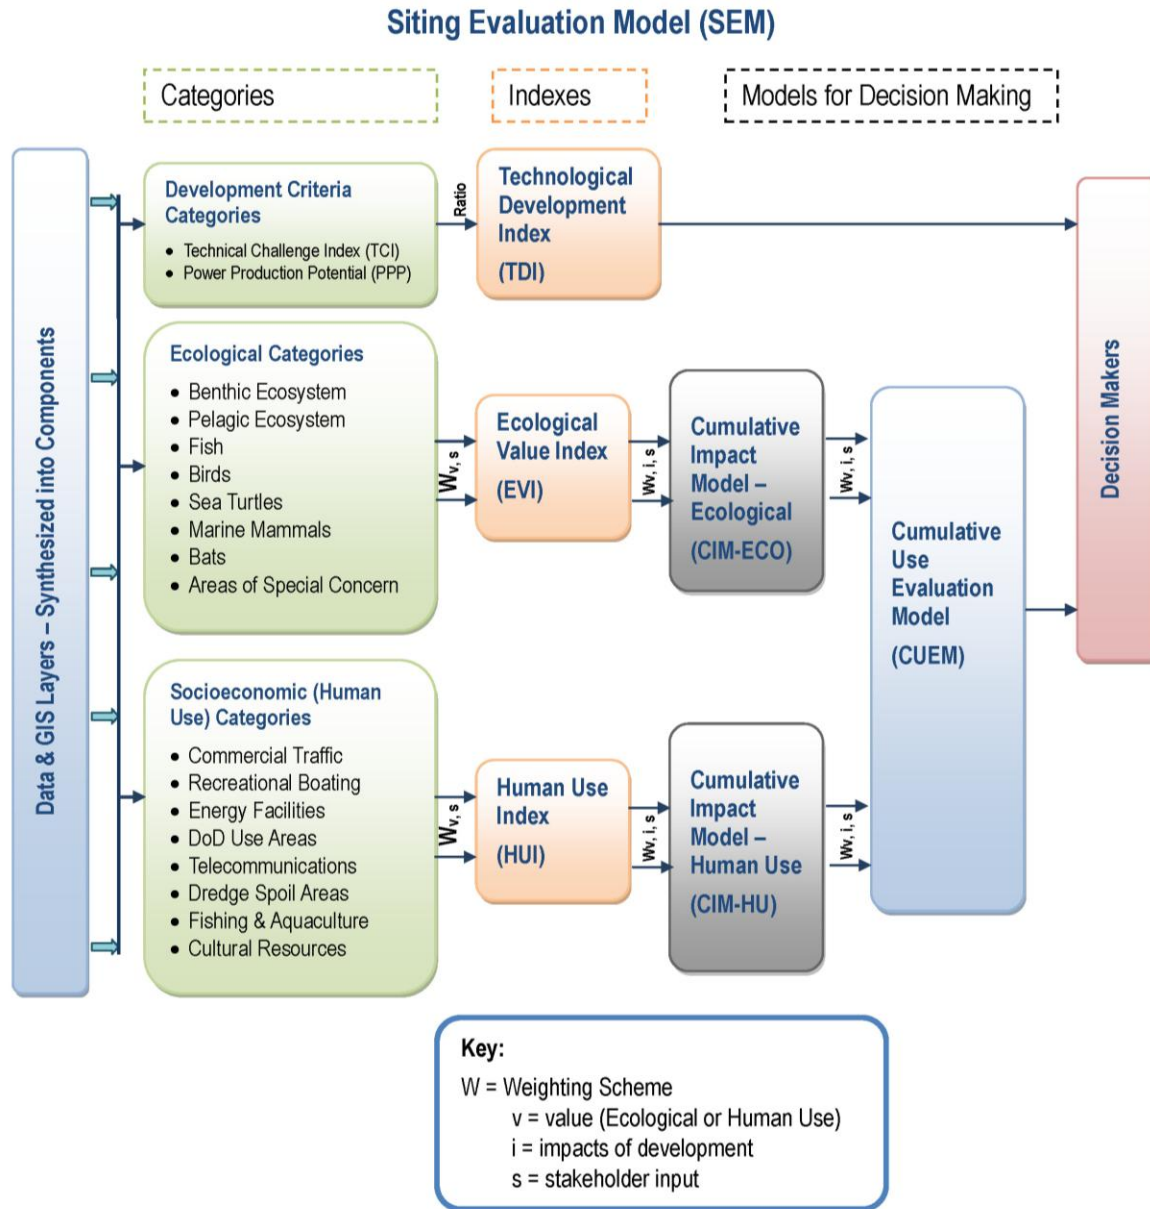 Siting Evaluation Model (SEM)
Categories
Indexes
Models for Decision Making
Data & GIS Layers – Synthesized into Components
Development Criteria
Categories
• Technical Challenge Index (TCI)
• Power Production Potential (PPP)
Ratio
Technological
Development
Index
(TDI)
Ecological Categories
• Benthic Ecosystem
• Pelagic Ecosystem
• Fish
• Birds
• Sea Turtles
• Marine Mammals
• Bats
• Areas of Special Concern
Wv, s
Ecological
Value Index
(EVI)
Wv, i, s
Cumulative
Impact
Model –
Ecological
(CIM-ECO)
Wv, i, s
Socioeconomic (Human
Use) Categories
• Commercial Traffic
• Recreational Boating
• Energy Facilities
• DoD Use Areas
• Telecommunications
• Dredge Spoil Areas
• Fishing & Aquaculture
• Cultural Resources
Wv, s
Human Use
Index
(HUI)
Wv, i, s
Cumulative
Impact
Model –
Human Use
(CIM-HU)
Wv, i, s
Cumulative
Use
Evaluation
Model
(CUEM)
Decision Makers
Key:
W = Weighting Scheme
v = value (Ecological or Human Use)
i = impacts of development
s = stakeholder input